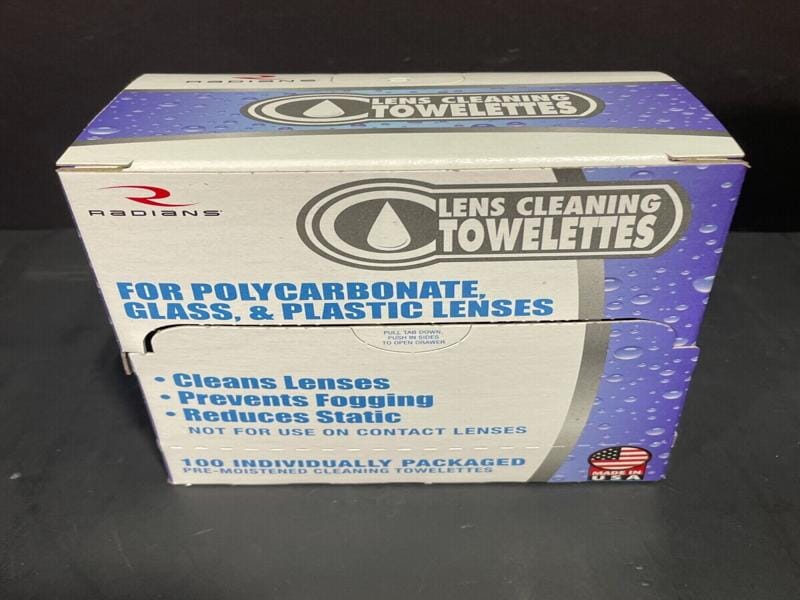 RADIANS
LENS CLEANING
TOWELETTES
RADIANS
LENS CLEANING
TOWELETTES
FOR POLYCARBONATE,
GLASS, & PLASTIC LENSES
PULL TAB DOWN,
PUSH IN SIDES
TO OPEN DRAWER
• Cleans Lenses
• Prevents Fogging
• Reduces Static
NOT FOR USE ON CONTACT LENSES
100 INDIVIDUALLY PACKAGED
PRE-MOISTENED CLEANING TOWELETTES
MADE IN
USA